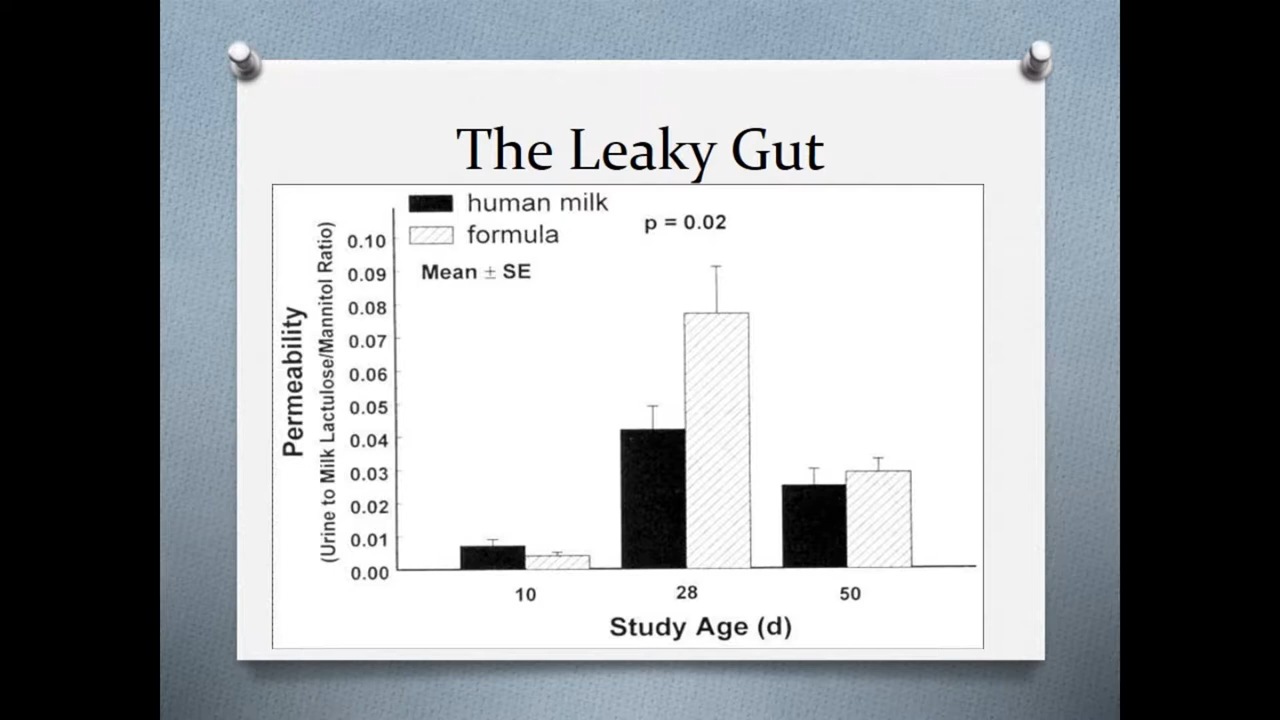 The Leaky Gut
human milk
formula
p = 0.02
Mean ± SE
Permeability
(Urine to Milk Lactulose/Mannitol Ratio)
0.10
0.09
0.08
0.07
0.06
0.05
0.04
0.03
0.02
0.01
0.00
10 28 50
Study Age (d)